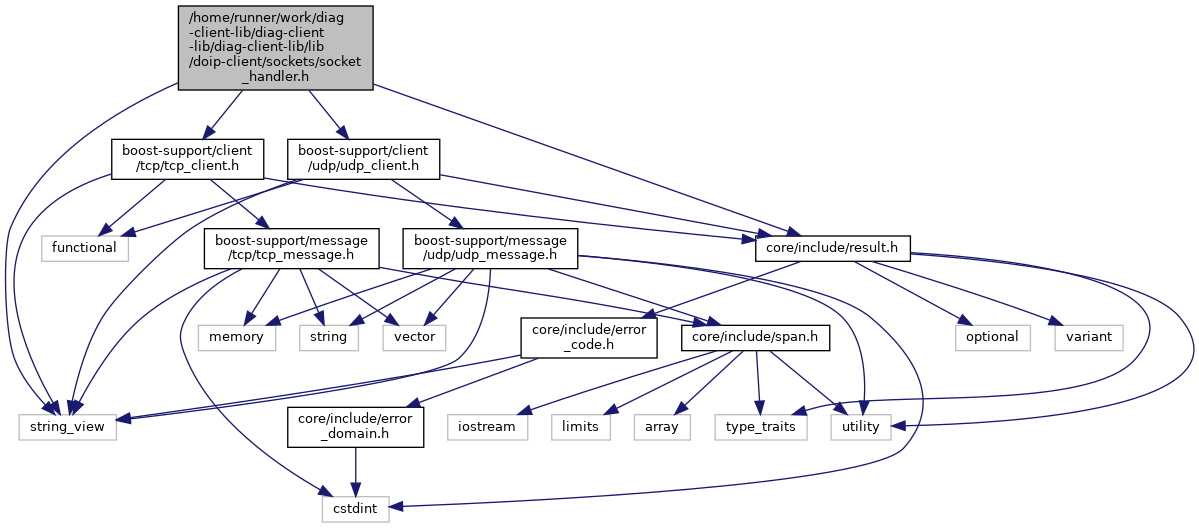 /home/runner/work/diag
-client-lib/diag-client
-lib/diag-client-lib/lib
/doip-client/sockets/socket
_handler.h
boost-support/client
/tcp/tcp_client.h
boost-support/client
/udp/udp_client.h
functional
boost-support/message
/tcp/tcp_message.h
boost-support/message
/udp/udp_message.h
core/include/result.h
memory
string
vector
core/include/error
_code.h
core/include/span.h
optional
variant
string_view
core/include/error
_domain.h
iostream
limits
array
type_traits
utility
cstdint